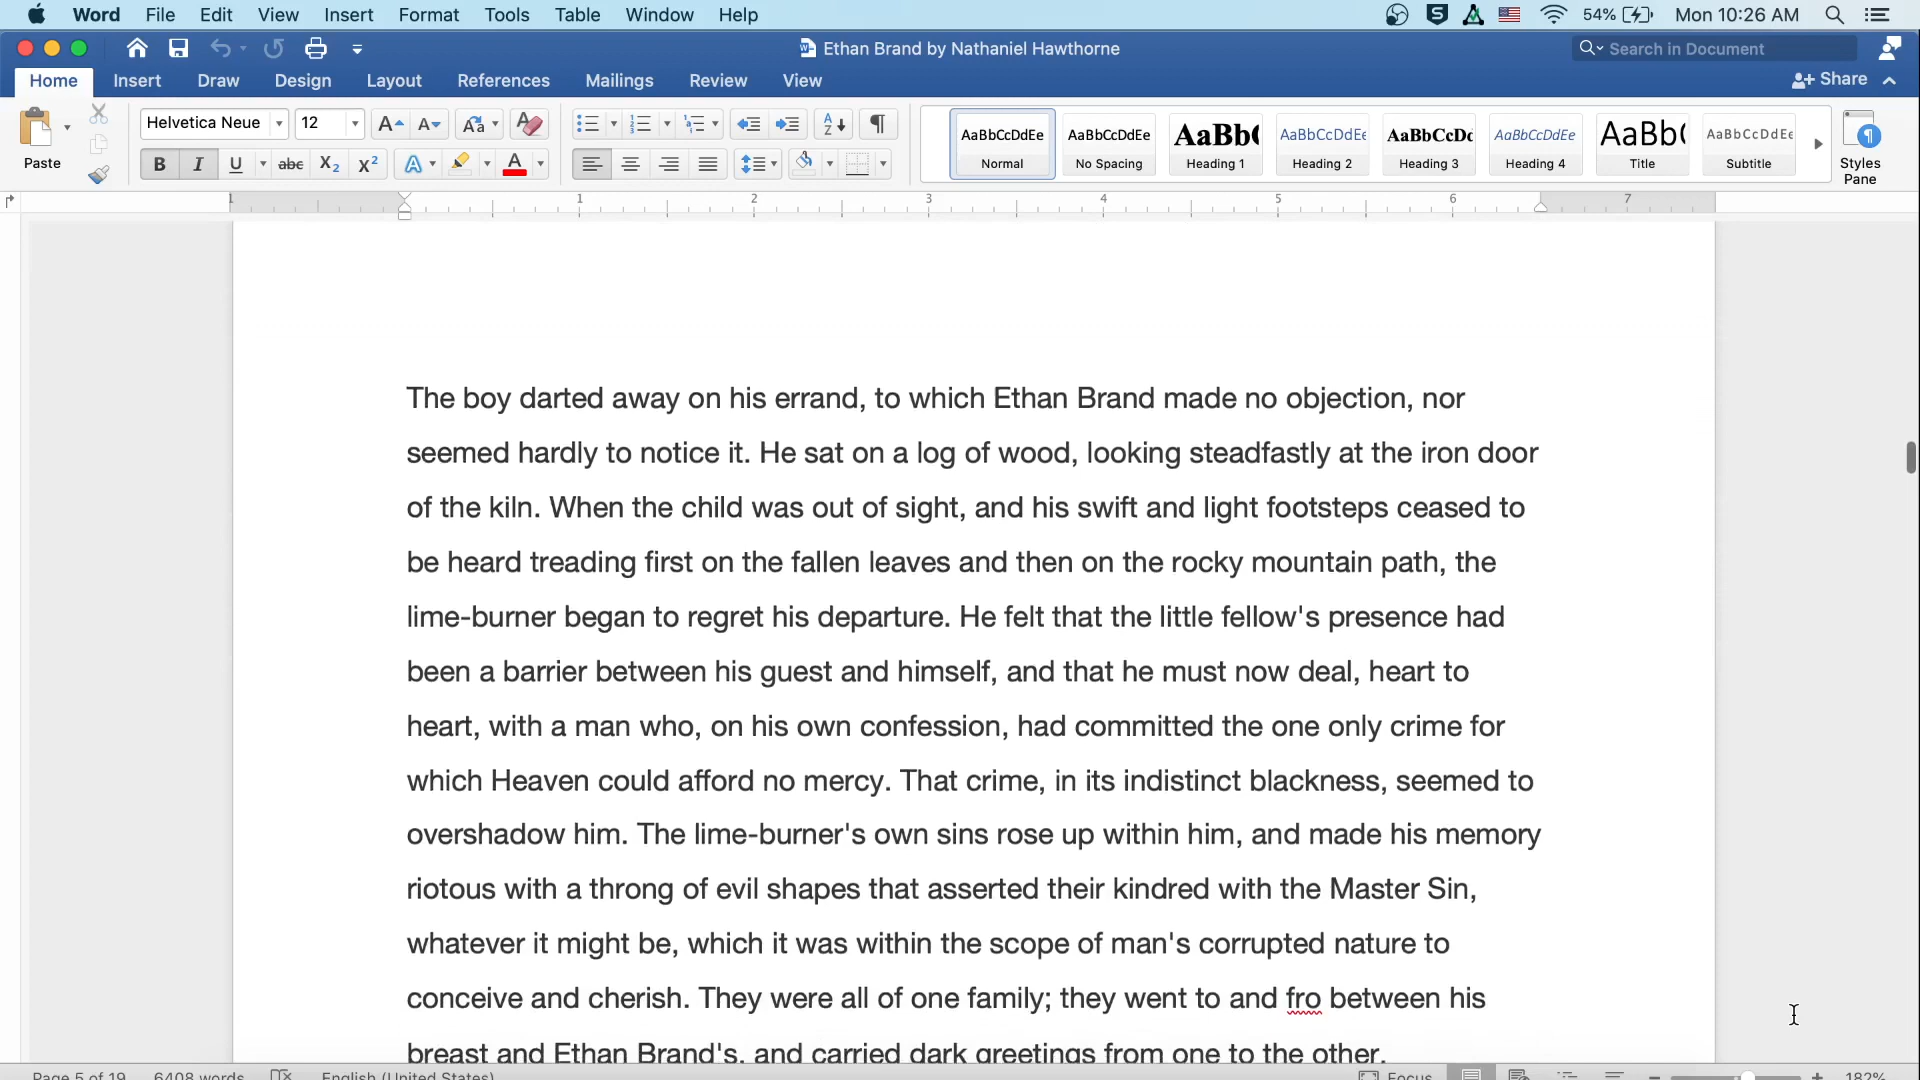 Word File Edit View Insert Format Tools Table Window Help 54% Mon 10:26 AM
Ethan Brand by Nathaniel Hawthorne Search in Document
Home Insert Draw Design Layout References Mailings Review View Share
Paste Helvetica Neue 12 AaBbCcDdEe Normal AaBbCcDdEe No Spacing AaBb( Heading 1 AaBbCcDdEe Heading 2 AaBbCcDc Heading 3 AaBbCcDdEe Heading 4 AaBb( Title AaBbCcDdEe Subtitle Styles Pane
B I U abc X2 X2 A A
1 1 2 3 4 5 6 7
The boy darted away on his errand, to which Ethan Brand made no objection, nor
seemed hardly to notice it. He sat on a log of wood, looking steadfastly at the iron door
of the kiln. When the child was out of sight, and his swift and light footsteps ceased to
be heard treading first on the fallen leaves and then on the rocky mountain path, the
lime-burner began to regret his departure. He felt that the little fellow's presence had
been a barrier between his guest and himself, and that he must now deal, heart to
heart, with a man who, on his own confession, had committed the one only crime for
which Heaven could afford no mercy. That crime, in its indistinct blackness, seemed to
overshadow him. The lime-burner's own sins rose up within him, and made his memory
riotous with a throng of evil shapes that asserted their kindred with the Master Sin,
whatever it might be, which it was within the scope of man's corrupted nature to
conceive and cherish. They were all of one family; they went to and fro between his
breast and Ethan Brand's, and carried dark greetings from one to the other.
Page 5 of 19 6408 words English (United States) Focus 182%